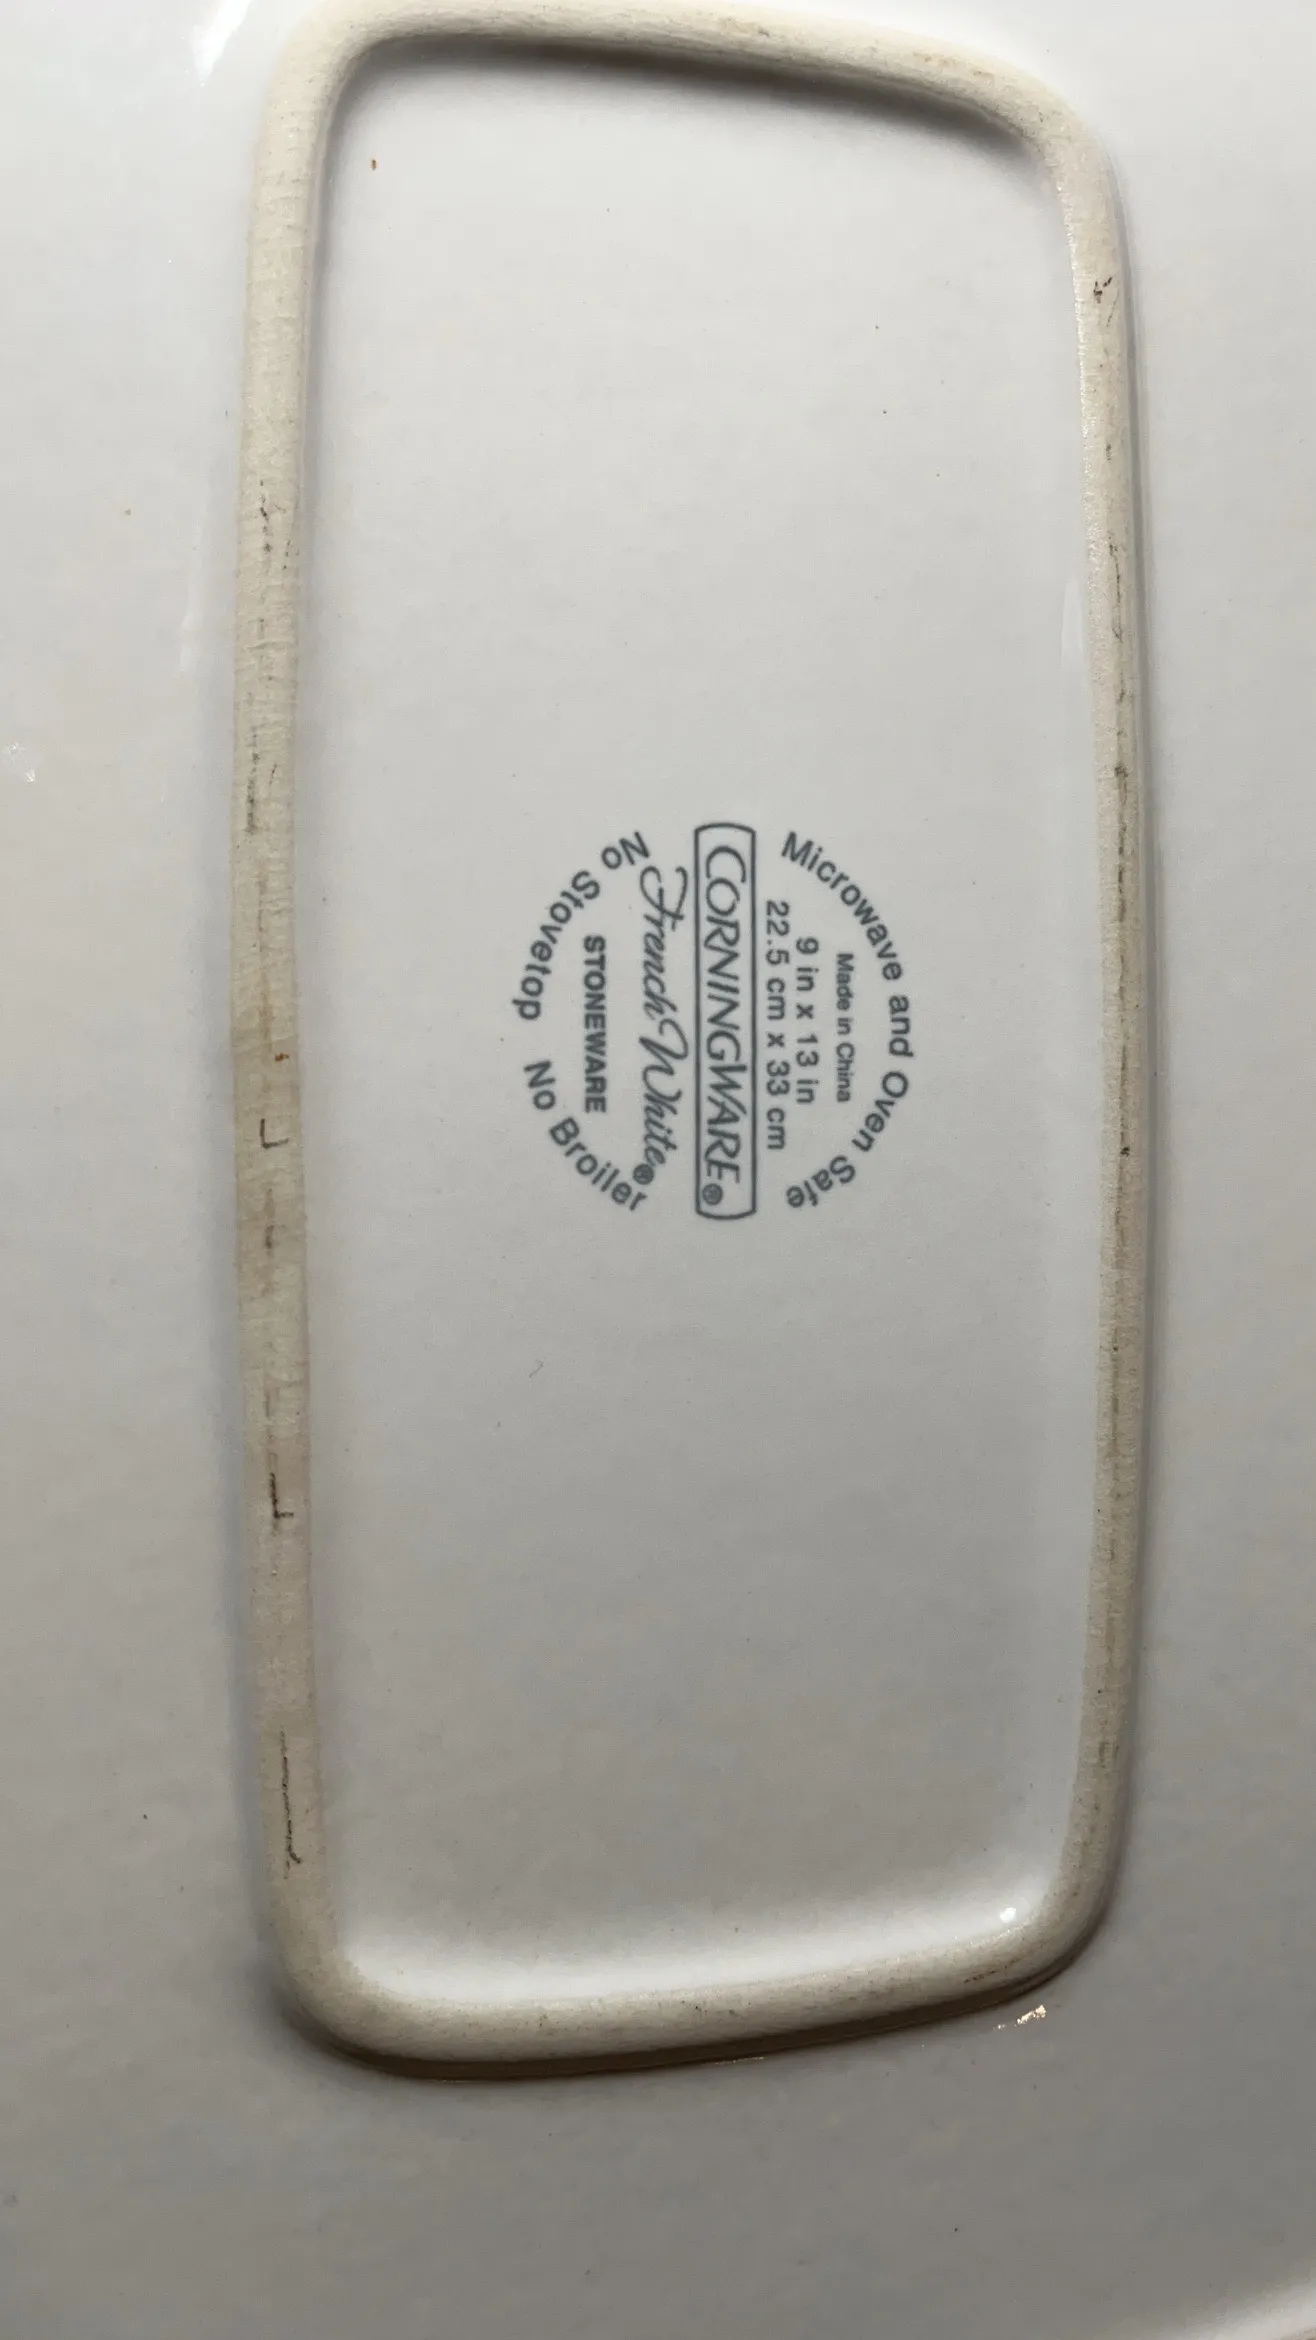 Microwave and Oven Safe
Made in China
9 in x 13 in
22.5 cm x 33 cm
CORNINGWARE®
French White®
STONEWARE
No Stovetop No Broiler